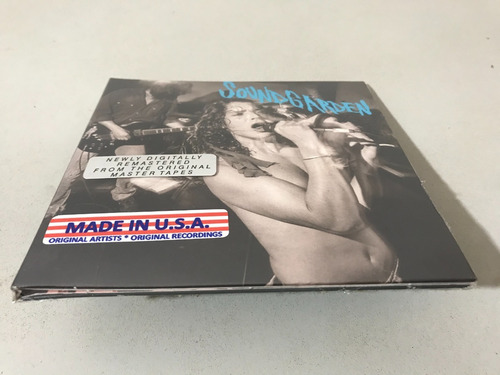 SOUNDGARDEN
NEWLY DIGITALLY
REMASTERED
FROM THE ORIGINAL
MASTER TAPES
MADE IN U.S.A.
ORIGINAL ARTISTS * ORIGINAL RECORDINGS